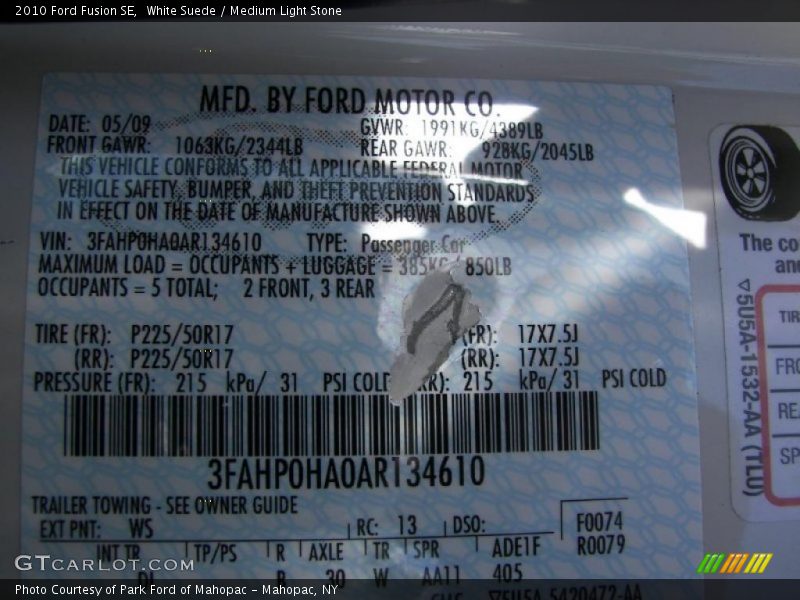 2010 Ford Fusion SE, White Suede / Medium Light Stone
MFD. BY FORD MOTOR CO.
DATE: 05/09 GVWR: 1991KG/4389LB
FRONT GAWR: 1063KG/2344LB REAR GAWR: 928KG/2045LB
THIS VEHICLE CONFORMS TO ALL APPLICABLE FEDERAL MOTOR
VEHICLE SAFETY, BUMPER, AND THEFT PREVENTION STANDARDS
IN EFFECT ON THE DATE OF MANUFACTURE SHOWN ABOVE.
VIN: 3FAHP0HA0AR134610 TYPE: Passenger Car
MAXIMUM LOAD = OCCUPANTS + LUGGAGE = 385KG 850LB
OCCUPANTS = 5 TOTAL; 2 FRONT, 3 REAR
TIRE (FR): P225/50R17 (FR): 17X7.5J
(RR): P225/50R17 (RR): 17X7.5J
PRESSURE (FR): 215 kPa/ 31 PSI COLD (RR): 215 kPa/ 31 PSI COLD
3FAHP0HA0AR134610
TRAILER TOWING - SEE OWNER GUIDE
EXT PNT: WS RC: 13 DSO: F0074
R0079
INT TR TP/PS R AXLE TR SPR ADE1F
B 30 W AA11 405
The co
and
5U5A-1532-AA (TLU)
TIR
FRO
REA
SP
GTCARLOT.COM
Photo Courtesy of Park Ford of Mahopac – Mahopac, NY